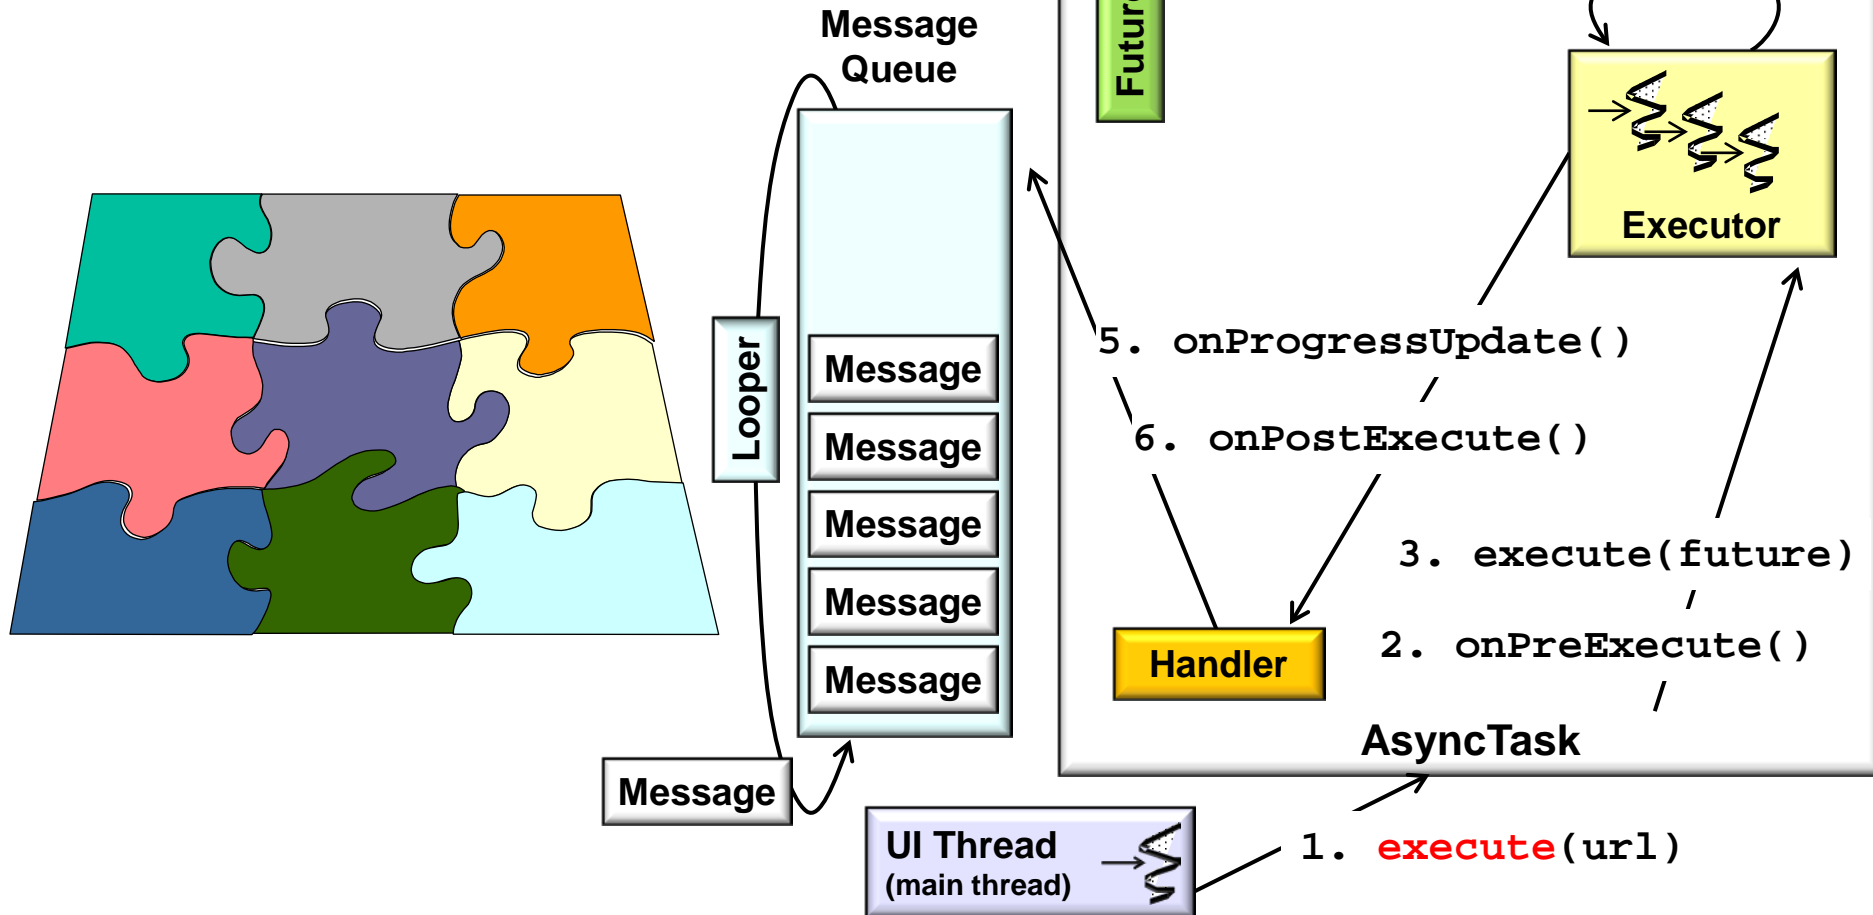 Message
Queue
Future
Executor
Looper
Message
Message
Message
Message
Message
Message
5. onProgressUpdate()
6. onPostExecute()
3. execute(future)
2. onPreExecute()
Handler
AsyncTask
UI Thread
(main thread)
1. execute(url)